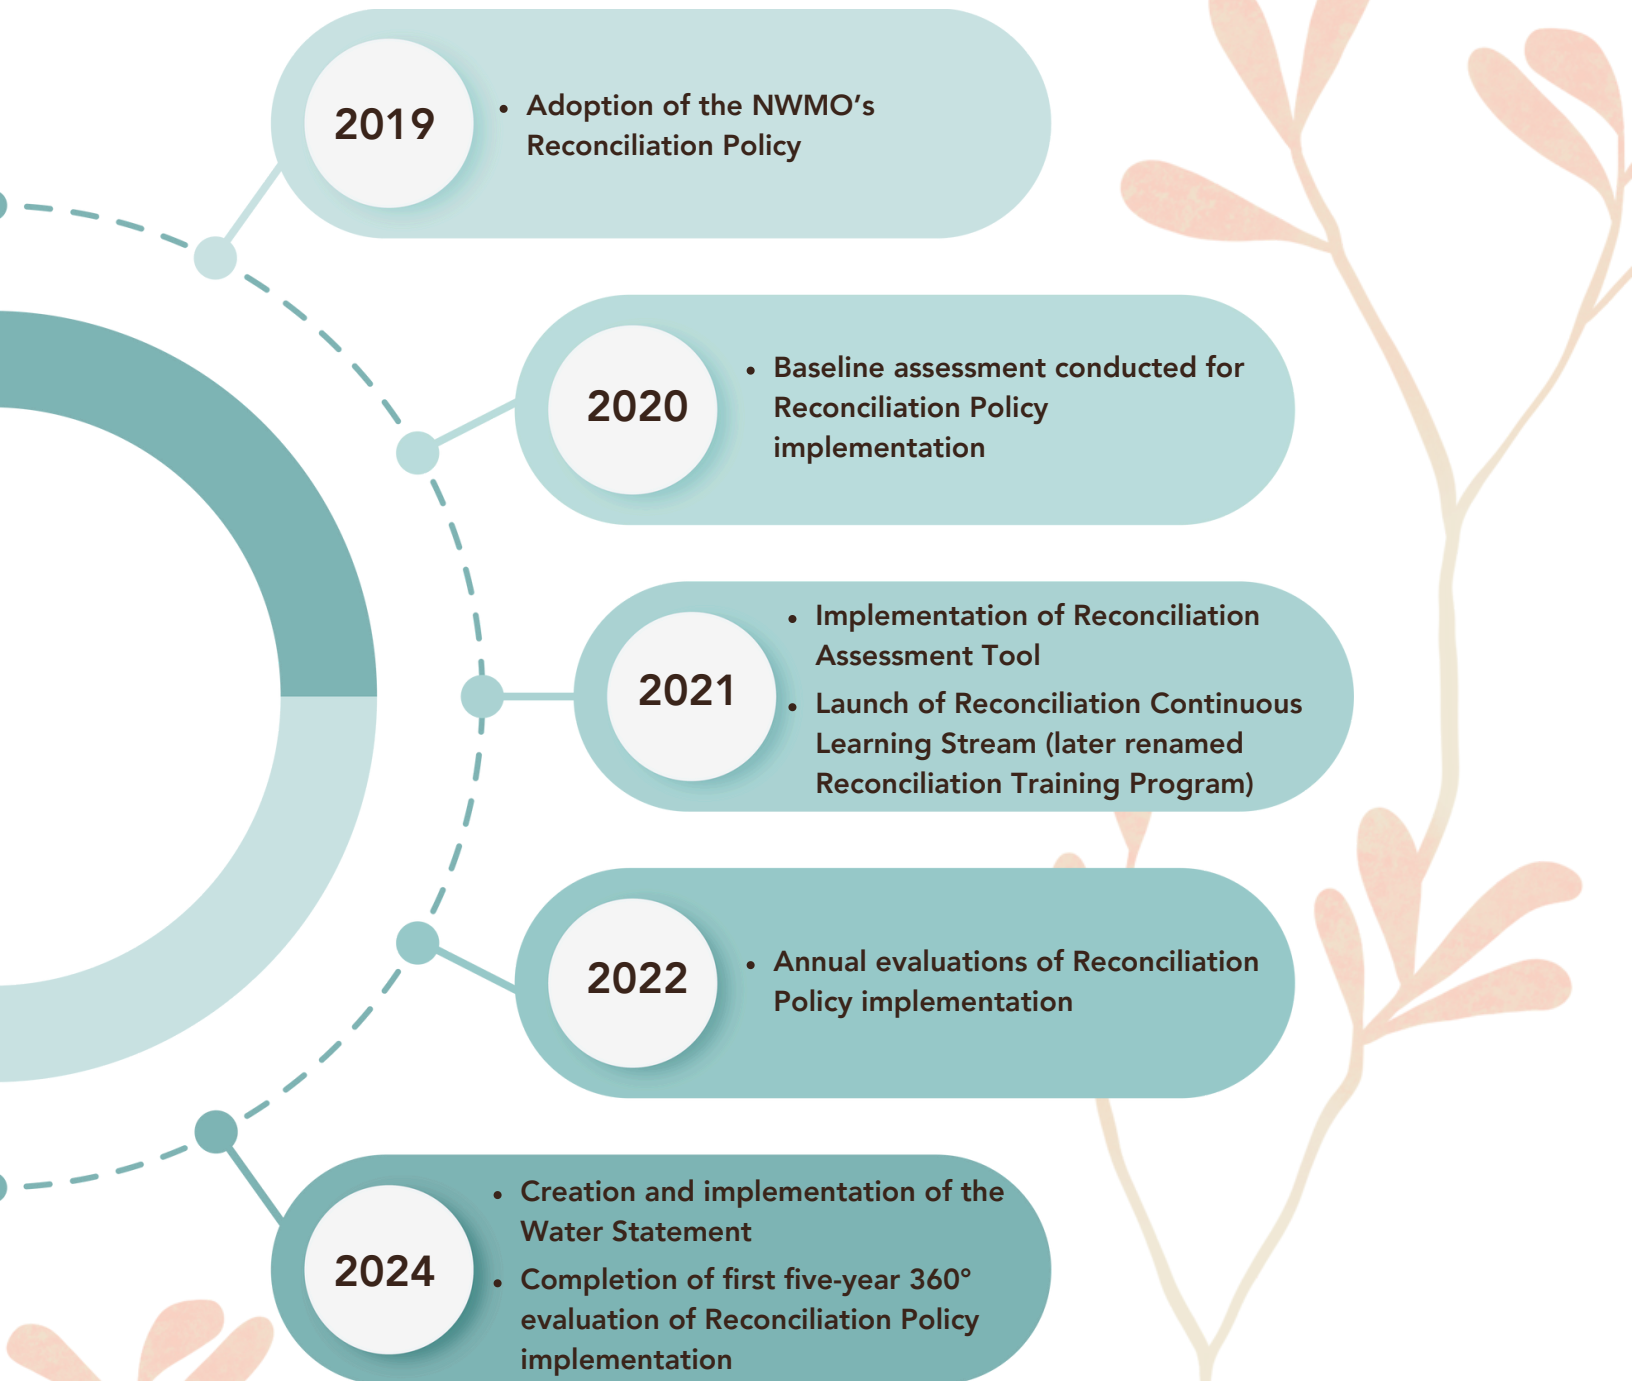 2019
• Adoption of the NWMO’s
Reconciliation Policy
2020
• Baseline assessment conducted for
Reconciliation Policy
implementation
2021
• Implementation of Reconciliation
Assessment Tool
• Launch of Reconciliation Continuous
Learning Stream (later renamed
Reconciliation Training Program)
2022
• Annual evaluations of Reconciliation
Policy implementation
2024
• Creation and implementation of the
Water Statement
• Completion of first five-year 360°
evaluation of Reconciliation Policy
implementation